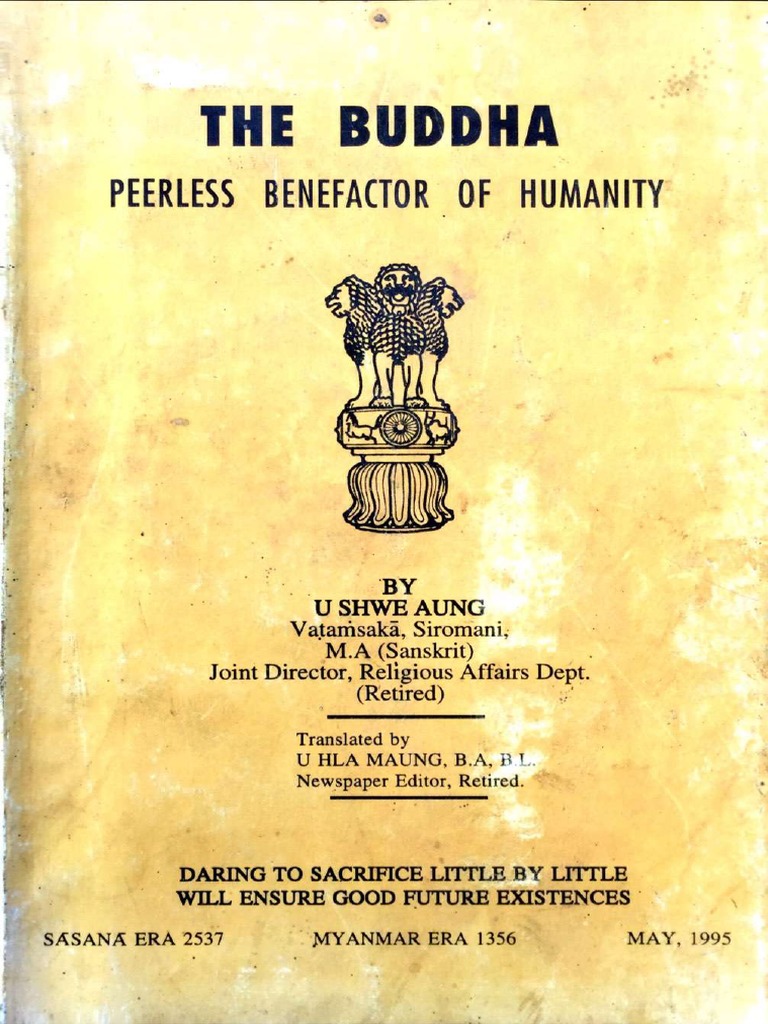 THE BUDDHA
PEERLESS BENEFACTOR OF HUMANITY
BY
U SHWE AUNG
Vaṭaṁsakā, Siromani,
M.A (Sanskrit)
Joint Director, Religious Affairs Dept.
(Retired)
Translated by
U HLA MAUNG, B.A, B.L.
Newspaper Editor, Retired.
DARING TO SACRIFICE LITTLE BY LITTLE
WILL ENSURE GOOD FUTURE EXISTENCES
SĀSANĀ ERA 2537 MYANMAR ERA 1356 MAY, 1995